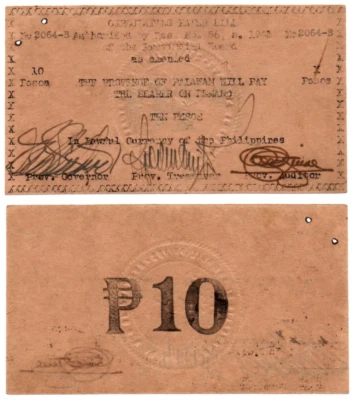 No 2064-B Authorized by Res. No. 86, s. 1942 No 2064-B
of the Provincial Board
as amended
10
Pesos
X
Pesos
THE PROVINCE OF PALAWAN WILL PAY
THE BEARER ON DEMAND
TEN PESOS
In Lawful Currency of the Philippines
Prov. Governor Prov. Treasurer Prov. Auditor
₱10